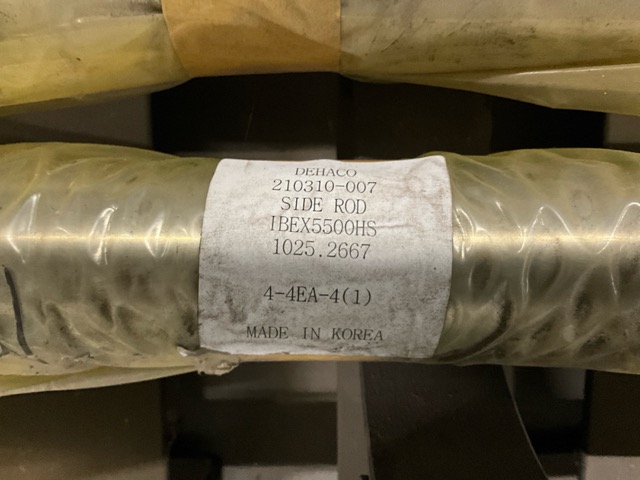 DEHACO
210310-007
SIDE ROD
IBEX5500HS
1025.2667
4-4EA-4(1)
MADE IN KOREA